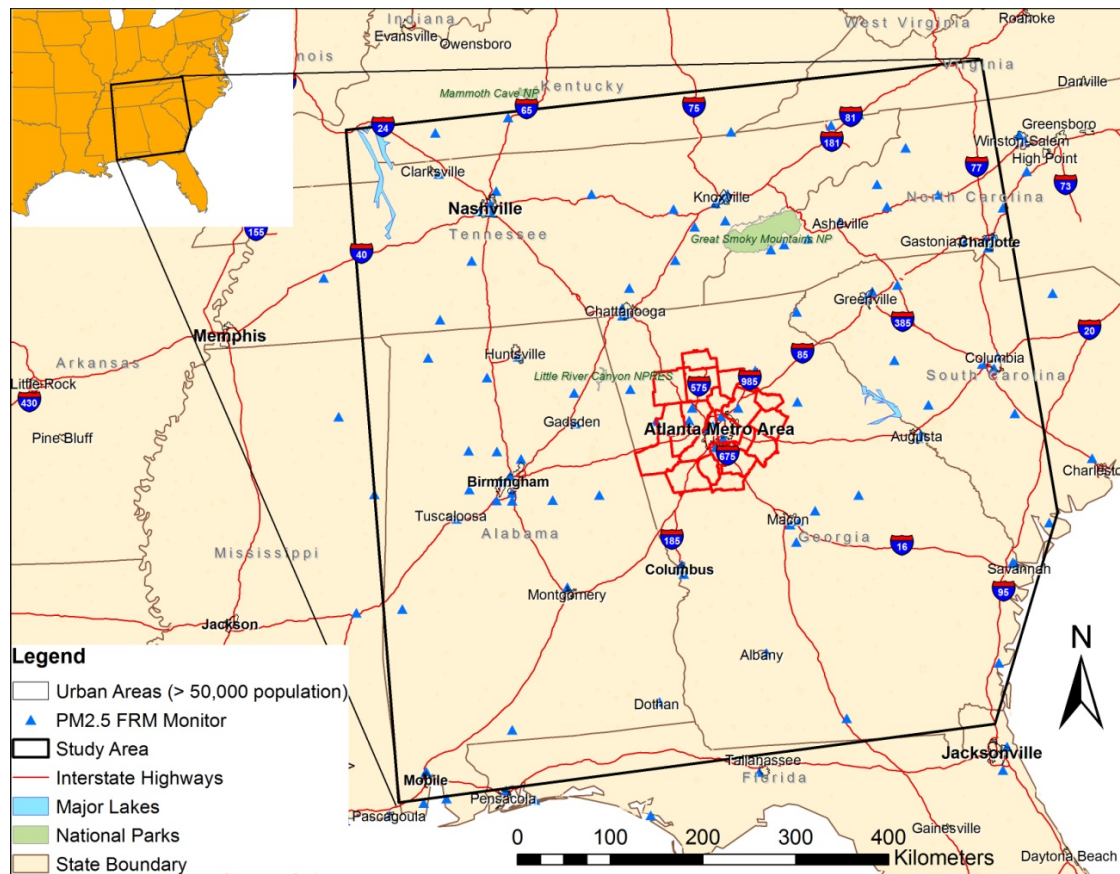 Indiana
Evansville
Owensboro
West Virginia
Roanoke
nois
Virginia
Mammoth Cave NP
Kentucky
Danville
65
75
24
81
181
Greensboro
Winston-Salem
High Point
Clarksville
77
73
Nashville
Knoxville
North Carolina
Tennessee
Asheville
155
40
Great Smoky Mountains NP
Gastonia
Charlotte
Chattanooga
Greenville
Memphis
385
20
Arkansas
Huntsville
85
Columbia
Little Rock
Little River Canyon NPRES
575
985
South Carolina
430
Pine Bluff
Gadsden
Atlanta Metro Area
Augusta
675
Birmingham
Charleston
Tuscaloosa
Macon
Alabama
Georgia
Mississippi
185
16
Columbus
Savannah
Montgomery
95
Jackson
Albany
Dothan
N
Jacksonville
Tallahassee
Mobile
Florida
Pensacola
Pascagoula
Gainesville
Daytona Beach
Legend
Urban Areas (> 50,000 population)
PM2.5 FRM Monitor
Study Area
Interstate Highways
Major Lakes
National Parks
State Boundary
0 100 200 300 400
Kilometers